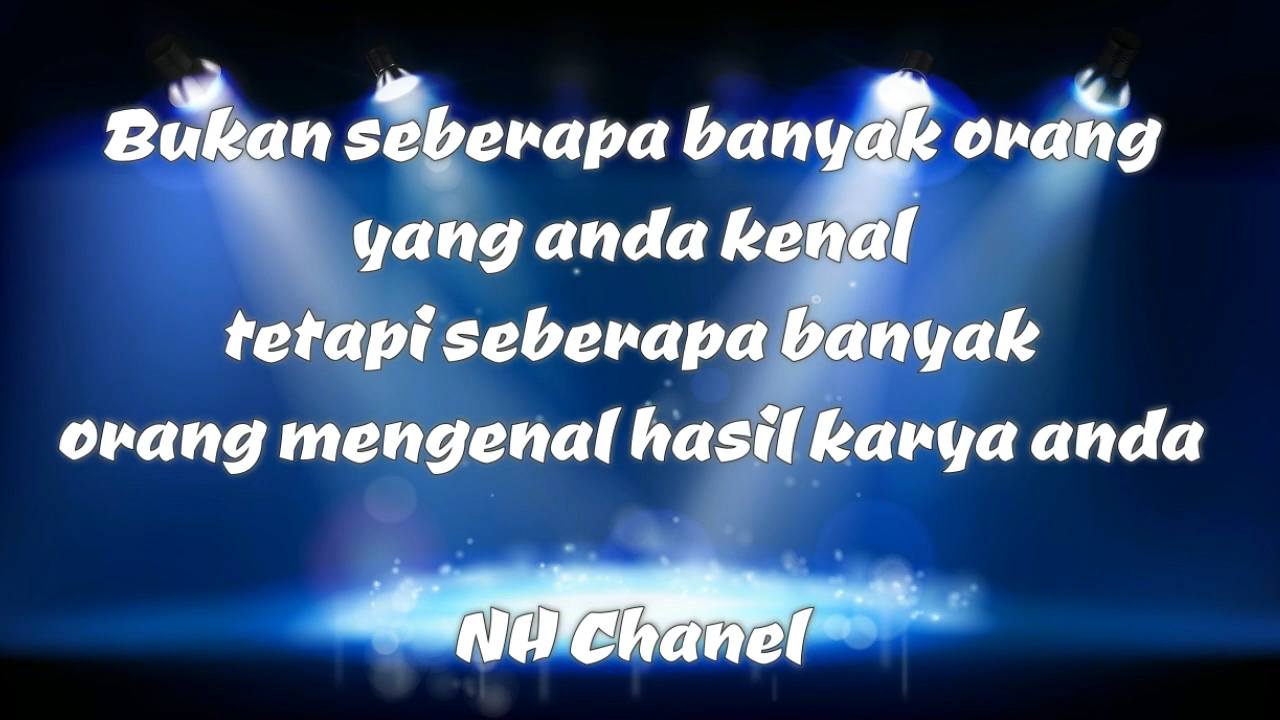 Bukan seberapa banyak orang
yang anda kenal
tetapi seberapa banyak
orang mengenal hasil karya anda
NH Chanel